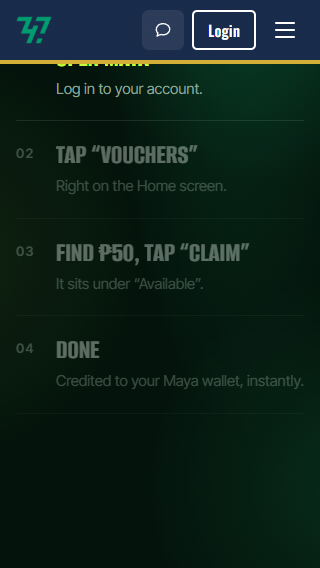 Login
Log in to your account.
02
TAP “VOUCHERS”
Right on the Home screen.
03
FIND ₱50, TAP “CLAIM”
It sits under “Available”.
04
DONE
Credited to your Maya wallet, instantly.